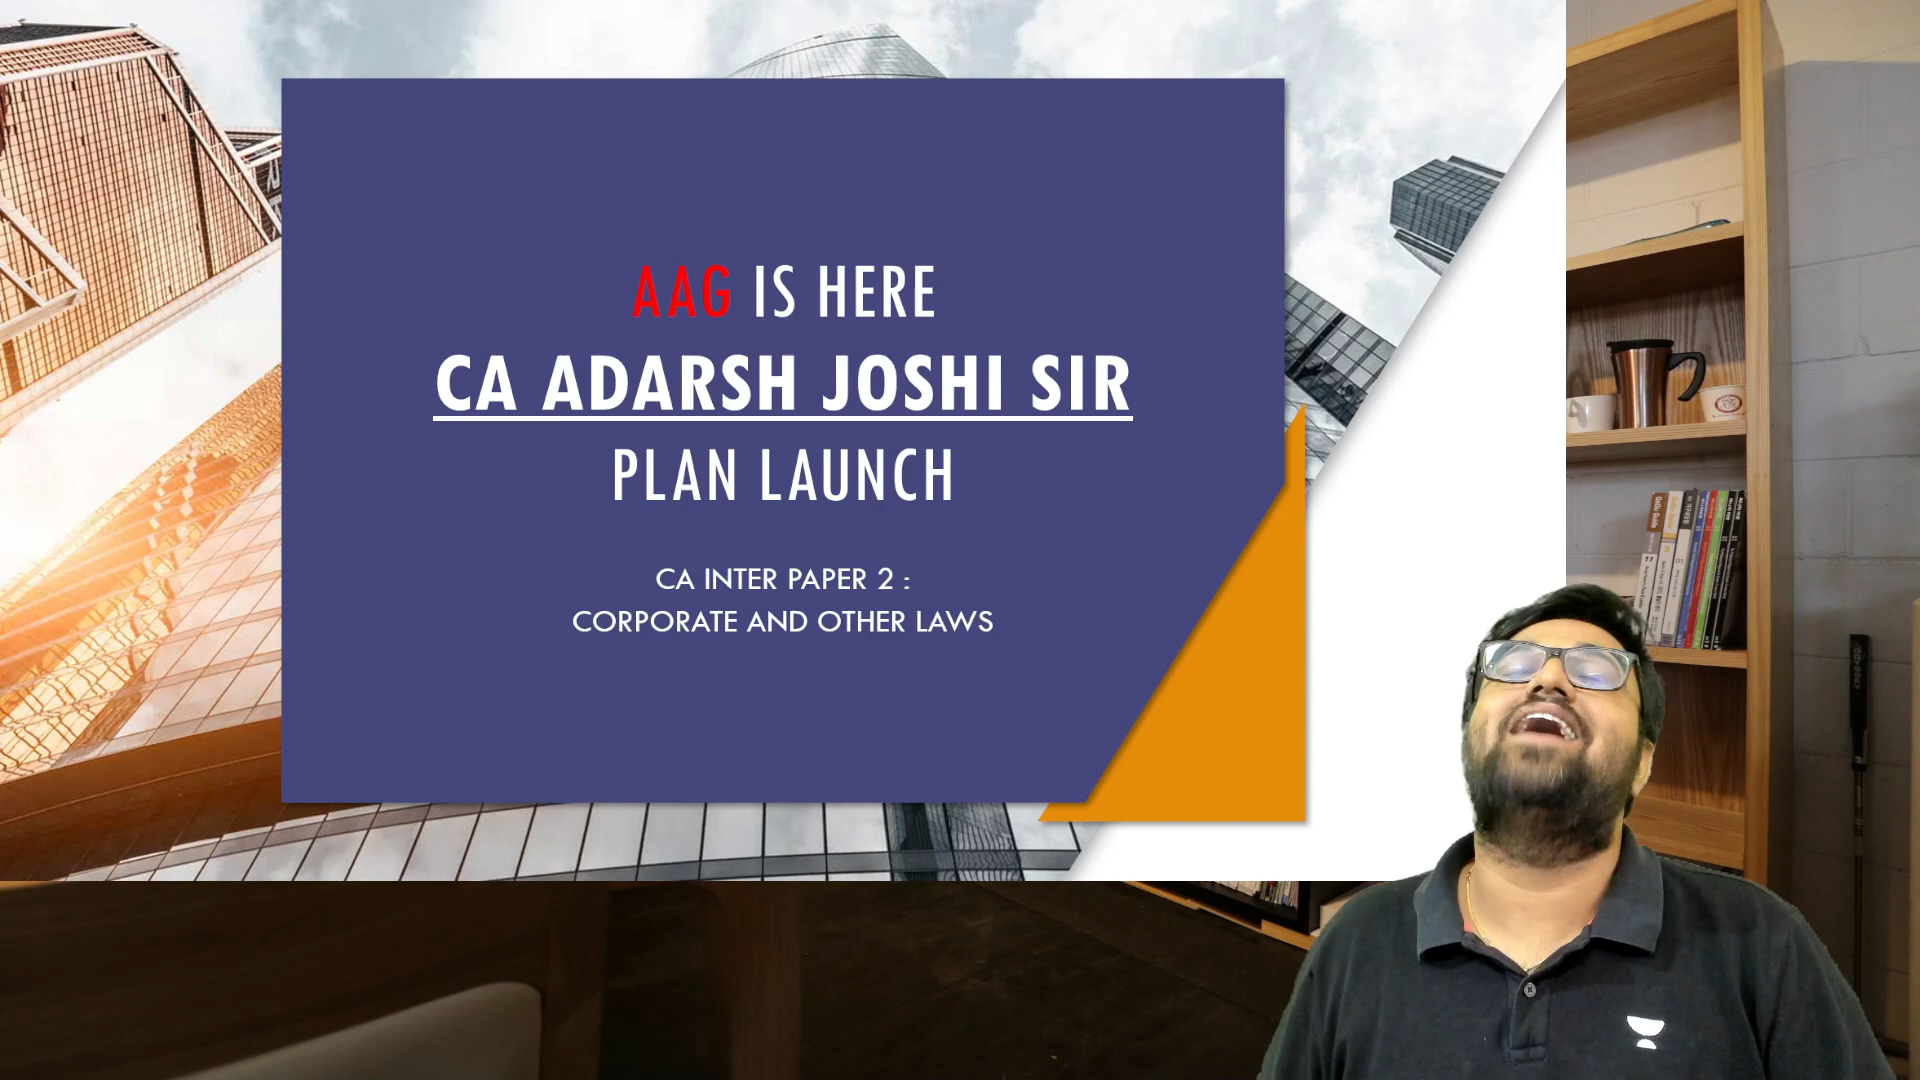 AAG IS HERE
CA ADARSH JOSHI SIR
PLAN LAUNCH
CA INTER PAPER 2 :
CORPORATE AND OTHER LAWS